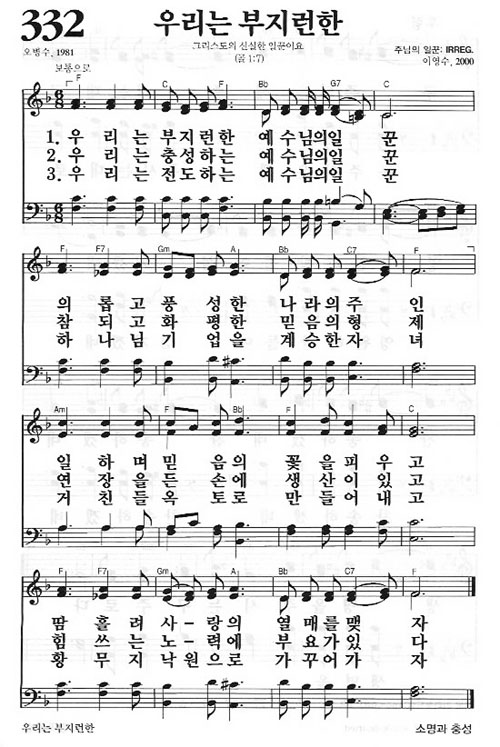 332 우리는 부지런한
그리스도의 신실한 일꾼이요
오병수, 1981 (골 1:7) 주님의 일꾼: IRREG.
보통으로 이영수, 2000
F Bb G7 C
1. 우 리 는 부 지 런 한 예 수 님의일 꾼
2. 우 리 는 충 성 하 는 예 수 님의일 꾼
3. 우 리 는 전 도 하 는 예 수 님의일 꾼
F F7 Gm A Bb C7 F
의 롭 고 풍 성 한 나 라 의 주 인
참 되 고 화 평 한 믿 음 의 형 제
하 나 님 기 업 을 계 승 한 자 녀
Am C F Bb F C
일 하 며 믿 음 의 꽃 을 피 우 고
연 장 은 손 에 쟁 산 이 있 고
거 친 들 옥 토 로 만 들 어 내 고
F F7 Gm A Bb C7 F
땀 흘 려 사 - 랑 의 열 매 를 맺 자
힘 쓰 는 노 - 력 에 부 요 가 있 다
황 무 지 낙 원 으 로 가 꾸 어 가 자
우리는 부지런한 소명과 충성